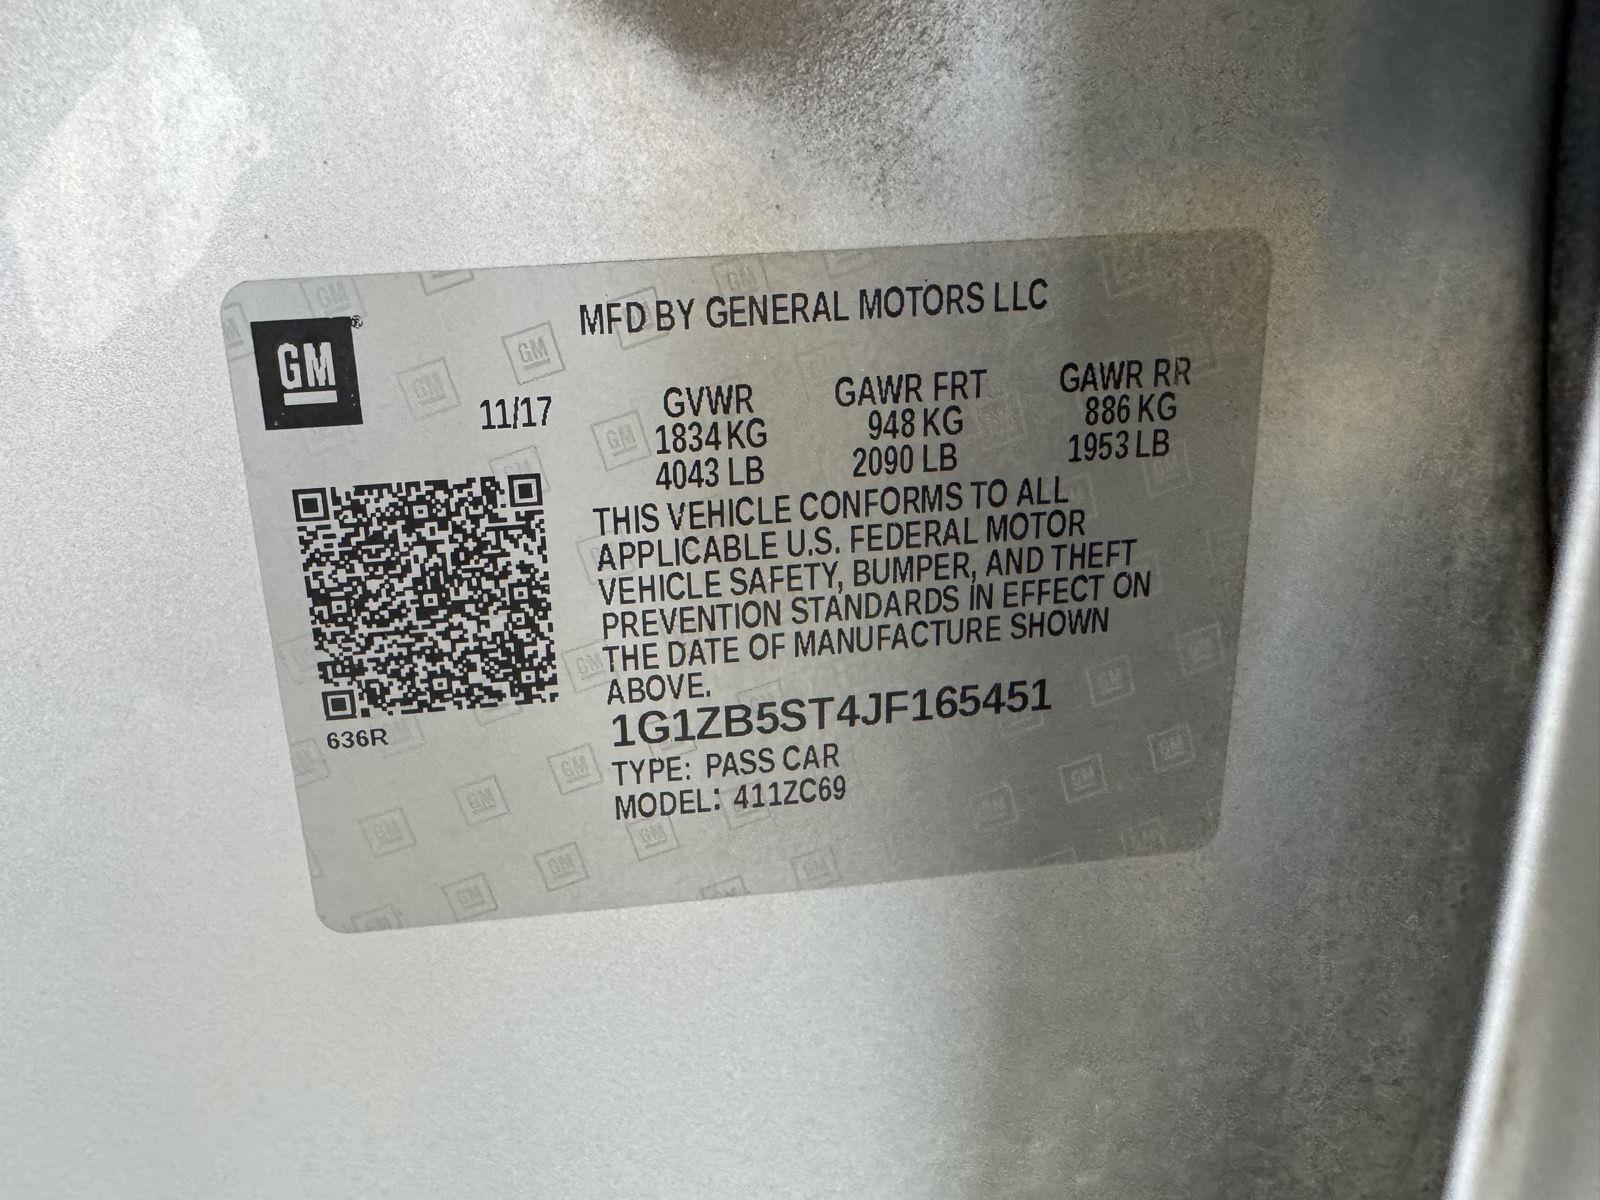 GM®
MFD BY GENERAL MOTORS LLC
11/17
GVWR GAWR FRT GAWR RR
1834 KG 948 KG 886 KG
4043 LB 2090 LB 1953 LB
THIS VEHICLE CONFORMS TO ALL
APPLICABLE U.S. FEDERAL MOTOR
VEHICLE SAFETY, BUMPER, AND THEFT
PREVENTION STANDARDS IN EFFECT ON
THE DATE OF MANUFACTURE SHOWN
ABOVE.
1G1ZB5ST4JF165451
636R
TYPE: PASS CAR
MODEL: 411ZC69